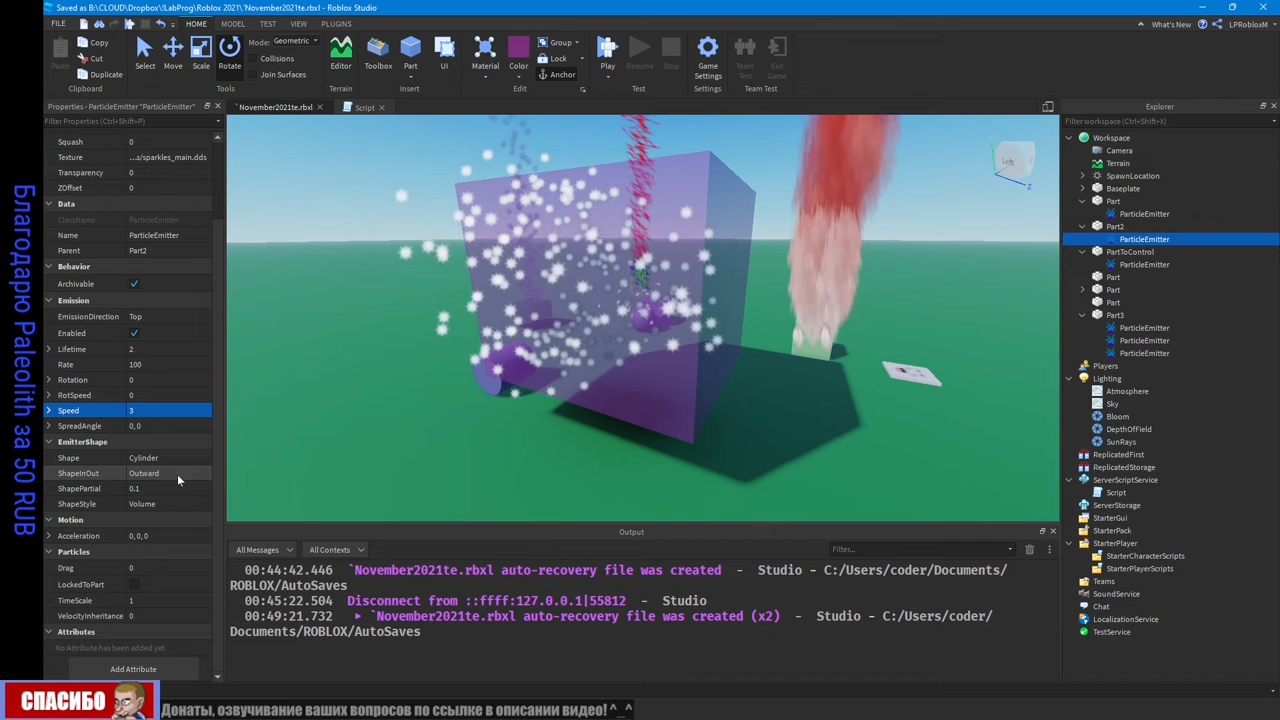 Saved as B:\CLOUD\Dropbox\!LabProg\Roblox 2021\`November2021te.rbxl] - Roblox Studio
FILE HOME MODEL TEST VIEW PLUGINS What's New LPRobloxM
Paste Copy Cut Duplicate Select Move Scale Rotate Mode: Geometric Collisions Join Surfaces Editor Toolbox Part UI Material Color Group Lock Anchor Play Resume Stop Game Settings Team Test Exit Game
Clipboard Tools Terrain Insert Edit Test Settings Team Test
Properties - ParticleEmitter "ParticleEmitter"
Filter Properties (Ctrl+Shift+P)
Squash 0
Texture ...s/sparkles_main.dds
Transparency 0
ZOffset 0
Data
ClassName ParticleEmitter
Name ParticleEmitter
Parent Part2
Behavior
Archivable
Emission
EmissionDirection Top
Enabled
Lifetime 2
Rate 100
Rotation 0
RotSpeed 0
Speed 3
SpreadAngle 0, 0
EmitterShape
Shape Cylinder
ShapeInOut Outward
ShapePartial 0.1
ShapeStyle Volume
Motion
Acceleration 0, 0, 0
Particles
Drag 0
LockedToPart
TimeScale 1
VelocityInheritance 0
Attributes
No Attribute has been added yet
Add Attribute
`November2021te.rbxl
Script
Left
Z
Output
All Messages All Contexts Filter...
00:44:42.446 `November2021te.rbxl auto-recovery file was created - Studio - C:/Users/coder/Documents/
ROBLOX/AutoSaves
00:45:22.504 Disconnect from ::ffff:127.0.0.1|55812 - Studio
00:49:21.732 `November2021te.rbxl auto-recovery file was created (x2) - Studio - C:/Users/coder/
Documents/ROBLOX/AutoSaves
Explorer
Filter workspace (Ctrl+Shift+X)
Workspace
Camera
Terrain
SpawnLocation
Baseplate
Part
ParticleEmitter
Part2
ParticleEmitter
PartToControl
ParticleEmitter
Part
Part
Part
Part3
ParticleEmitter
ParticleEmitter
ParticleEmitter
Players
Lighting
Atmosphere
Sky
Bloom
DepthOfField
SunRays
ReplicatedFirst
ReplicatedStorage
ServerScriptService
Script
ServerStorage
StarterGui
StarterPack
StarterPlayer
StarterCharacterScripts
StarterPlayerScripts
Teams
SoundService
Chat
LocalizationService
TestService
Благодарю Paleolith за 50 RUB
СПАСИБО
Донаты, озвучивание ваших вопросов по ссылке в описании видео! ^_^